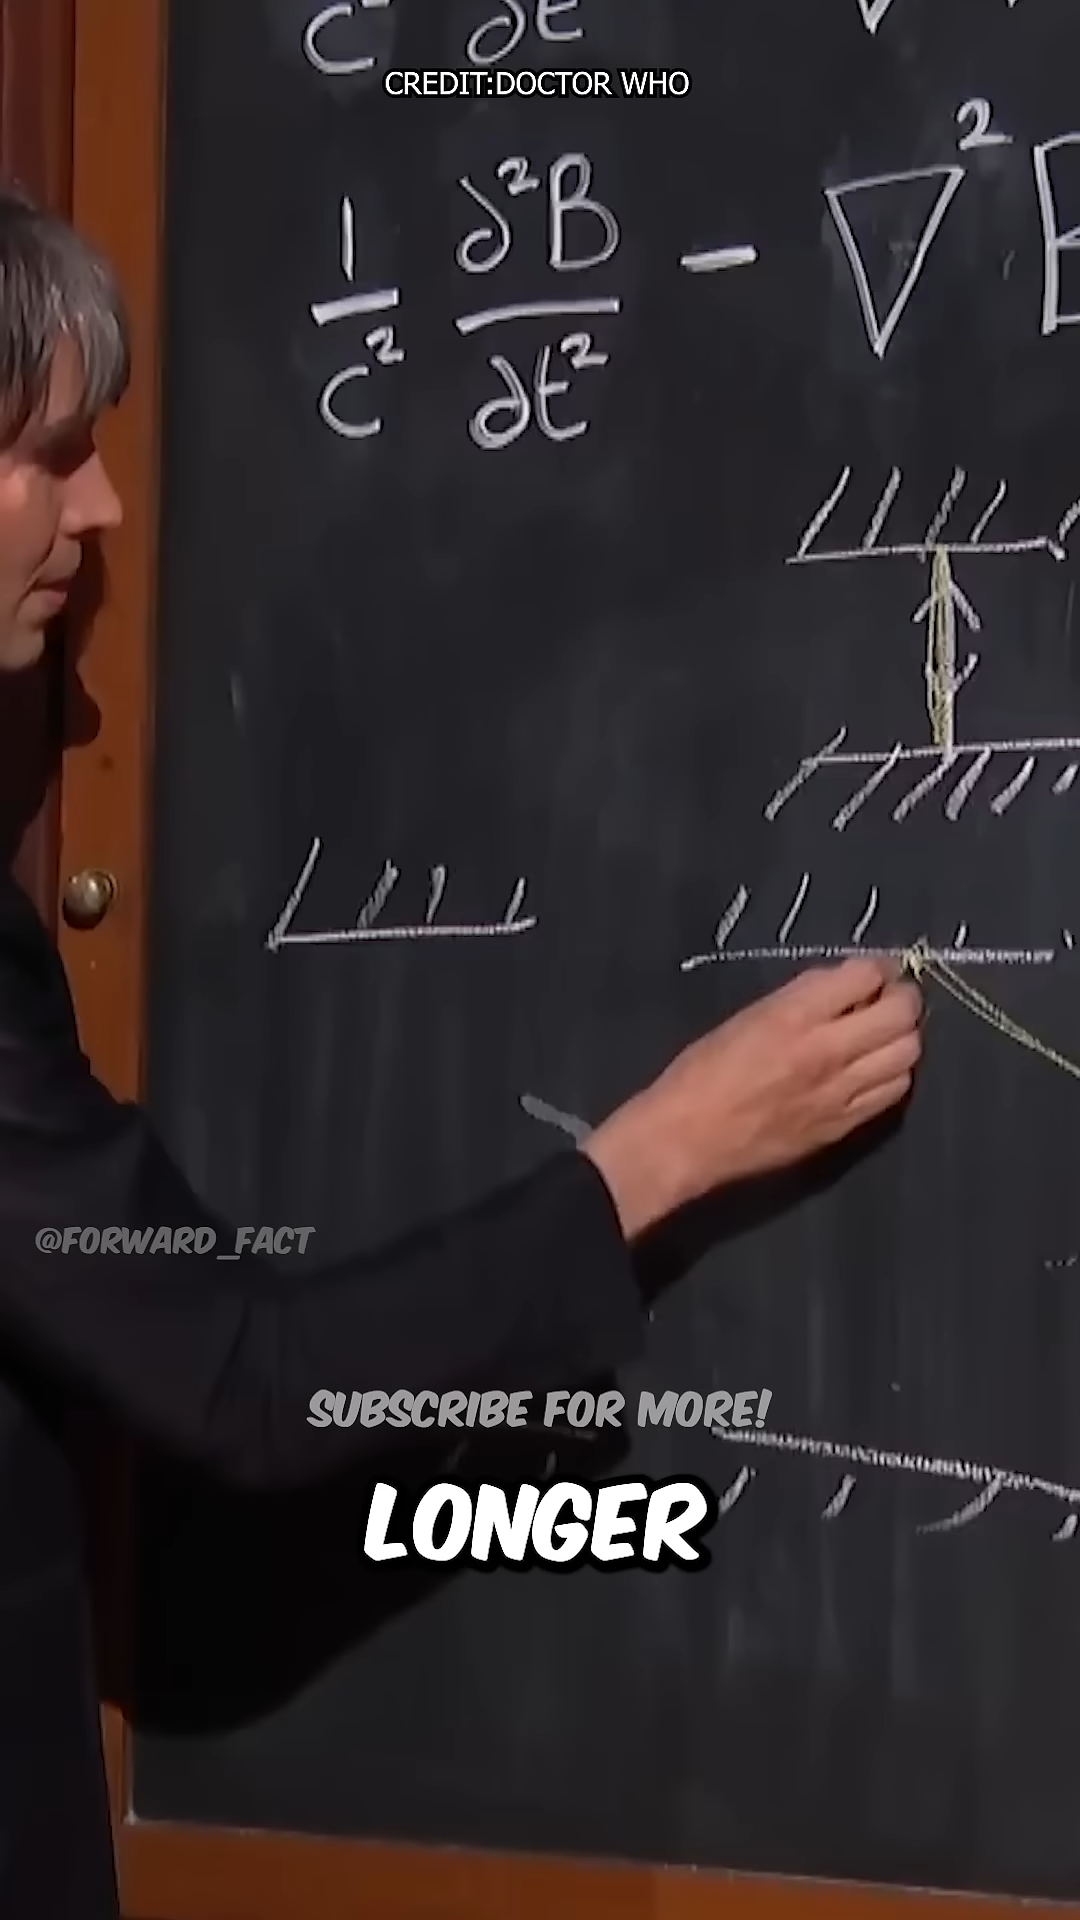 c² ∂t
CREDIT:DOCTOR WHO
1/c² ∂²B/∂t² - ∇²B
@FORWARD_FACT
SUBSCRIBE FOR MORE!
LONGER